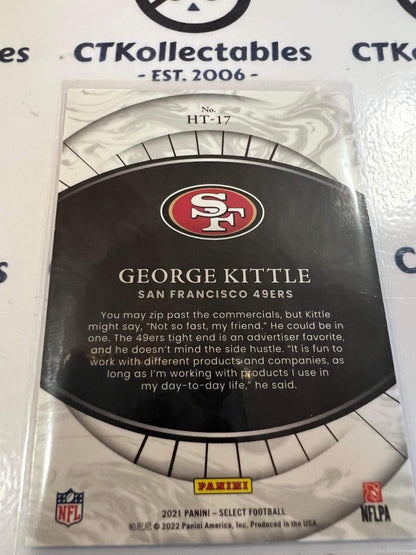 CTKollectables
- EST. 2006 -
No.
HT-17
SF
GEORGE KITTLE
SAN FRANCISCO 49ERS
You may zip past the commercials, but Kittle
might say, “Not so fast, my friend.” He could be in
one. The 49ers tight end is an advertiser favorite,
and he doesn’t mind the side hustle. “It is fun to
work with different products and companies, as
long as I’m working with products I use in
my day-to-day life,” he said.
PANINI
NFL
NFLPA
2021 PANINI – SELECT FOOTBALL
© 2022 Panini America, Inc. Produced in the USA.